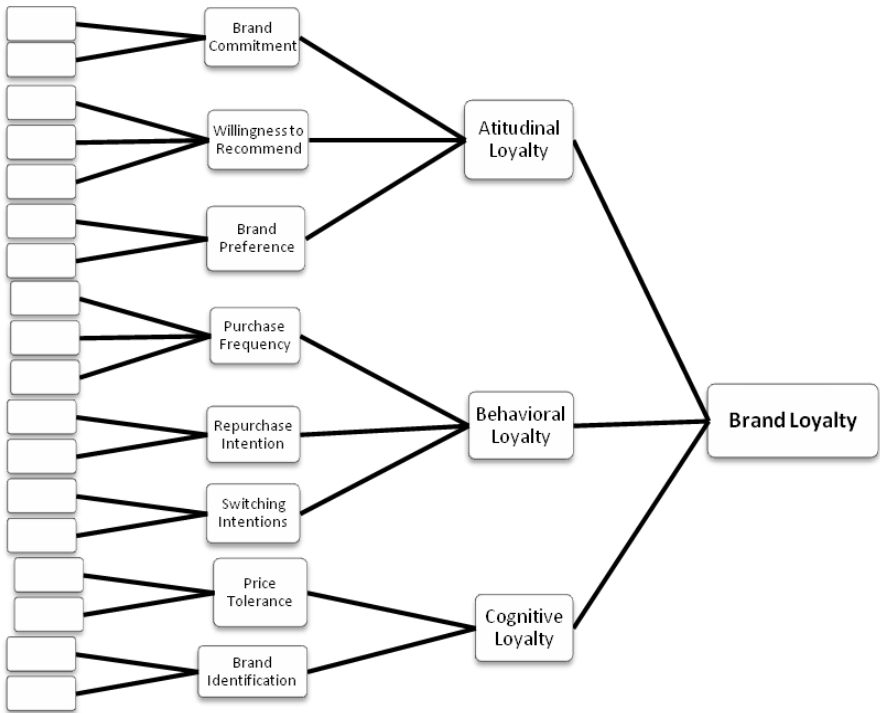 Brand
Commitment
Willingness to
Recommend
Brand
Preference
Purchase
Frequency
Repurchase
Intention
Switching
Intentions
Price
Tolerance
Brand
Identification
Atitudinal
Loyalty
Behavioral
Loyalty
Cognitive
Loyalty
Brand Loyalty